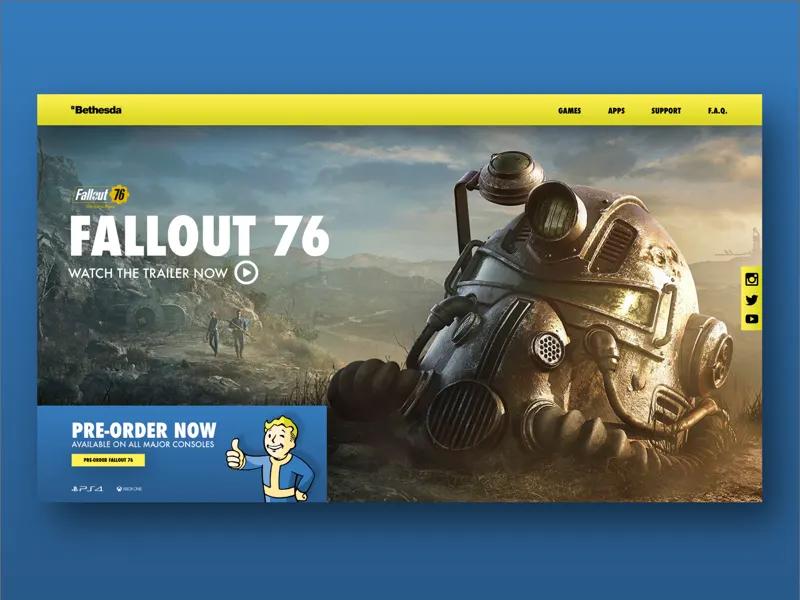 Bethesda
GAMES APPS SUPPORT F.A.Q.
Fallout 76
FALLOUT 76
WATCH THE TRAILER NOW
PRE-ORDER NOW
AVAILABLE ON ALL MAJOR CONSOLES
PRE-ORDER FALLOUT 76
PS4 XBOX ONE